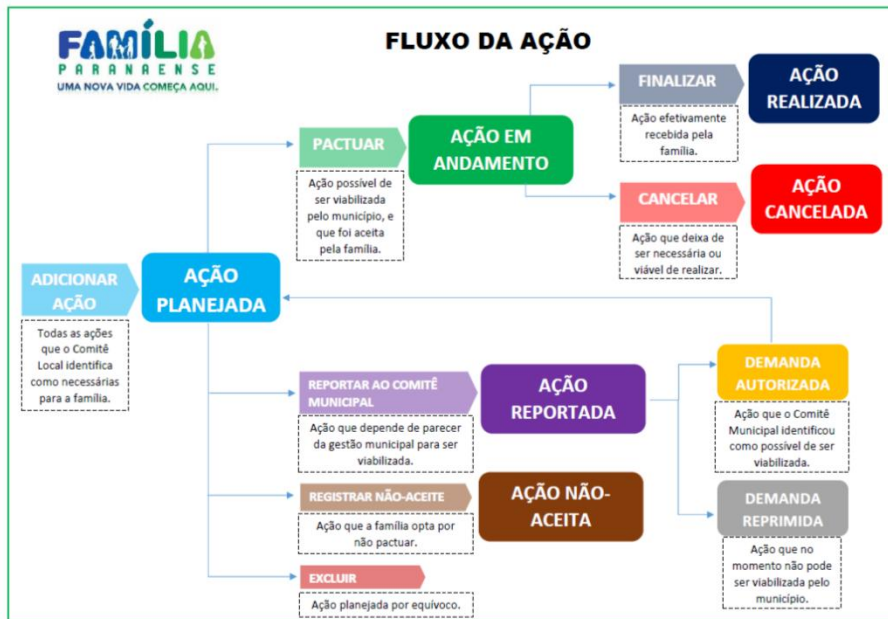 FAMÍLIA
PARANAENSE
UMA NOVA VIDA COMEÇA AQUI.
FLUXO DA AÇÃO
FINALIZAR
AÇÃO
REALIZADA
Ação efetivamente
recebida pela
família.
PACTUAR
AÇÃO EM
ANDAMENTO
Ação possível de
ser viabilizada
pelo município, e
que foi aceita
pela família.
CANCELAR
AÇÃO
CANCELADA
Ação que deixa de
ser necessária ou
viável de realizar.
ADICIONAR
AÇÃO
AÇÃO
PLANEJADA
Todas as ações
que o Comitê
Local identifica
como necessárias
para a família.
REPORTAR AO COMITÊ
MUNICIPAL
AÇÃO
REPORTADA
Ação que depende de parecer
da gestão municipal para ser
viabilizada.
DEMANDA
AUTORIZADA
Ação que o Comitê
Municipal identificou
como possível de ser
viabilizada.
REGISTRAR NÃO-ACEITE
AÇÃO NÃO-
ACEITA
Ação que a família opta por
não pactuar.
DEMANDA
REPRIMIDA
Ação que no
momento não pode
ser viabilizada pelo
município.
EXCLUIR
Ação planejada por equívoco.